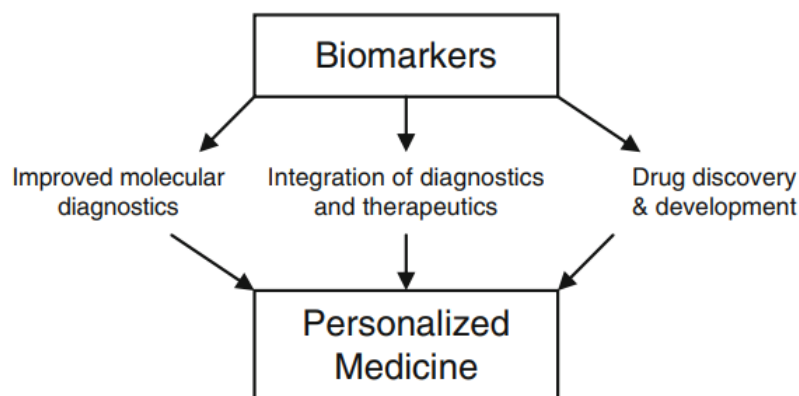 Biomarkers
Improved molecular
diagnostics
Integration of diagnostics
and therapeutics
Drug discovery
& development
Personalized
Medicine